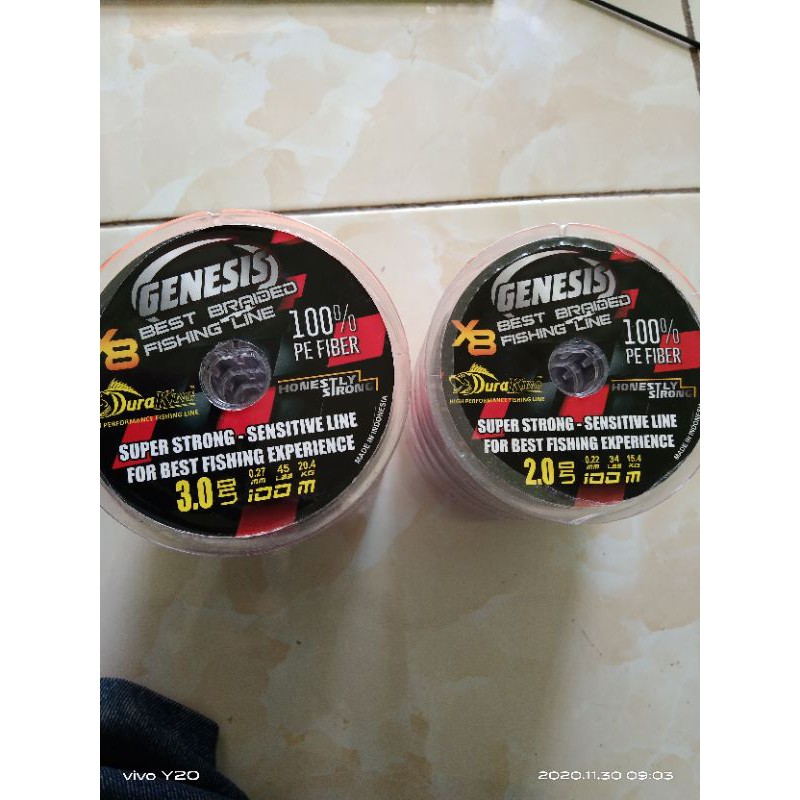 GENESIS
BEST BRAIDED
FISHING LINE
X8
100%
PE FIBER
DuraKing
PERFORMANCE FISHING LINE
HONESTLY
STRONG
SUPER STRONG - SENSITIVE LINE
FOR BEST FISHING EXPERIENCE
MADE IN INDONESIA
3.0
0.27 MM 45 LBS 20.4 KG
100 m
GENESIS
BEST BRAIDED
FISHING LINE
X8
100%
PE FIBER
DuraKing
HIGH PERFORMANCE FISHING LINE
HONESTLY
STRONG
SUPER STRONG - SENSITIVE LINE
FOR BEST FISHING EXPERIENCE
MADE IN INDONESIA
2.0
0.22 MM 34 LBS 15.4 KG
100 m
vivo Y20
2020.11.30 09:03